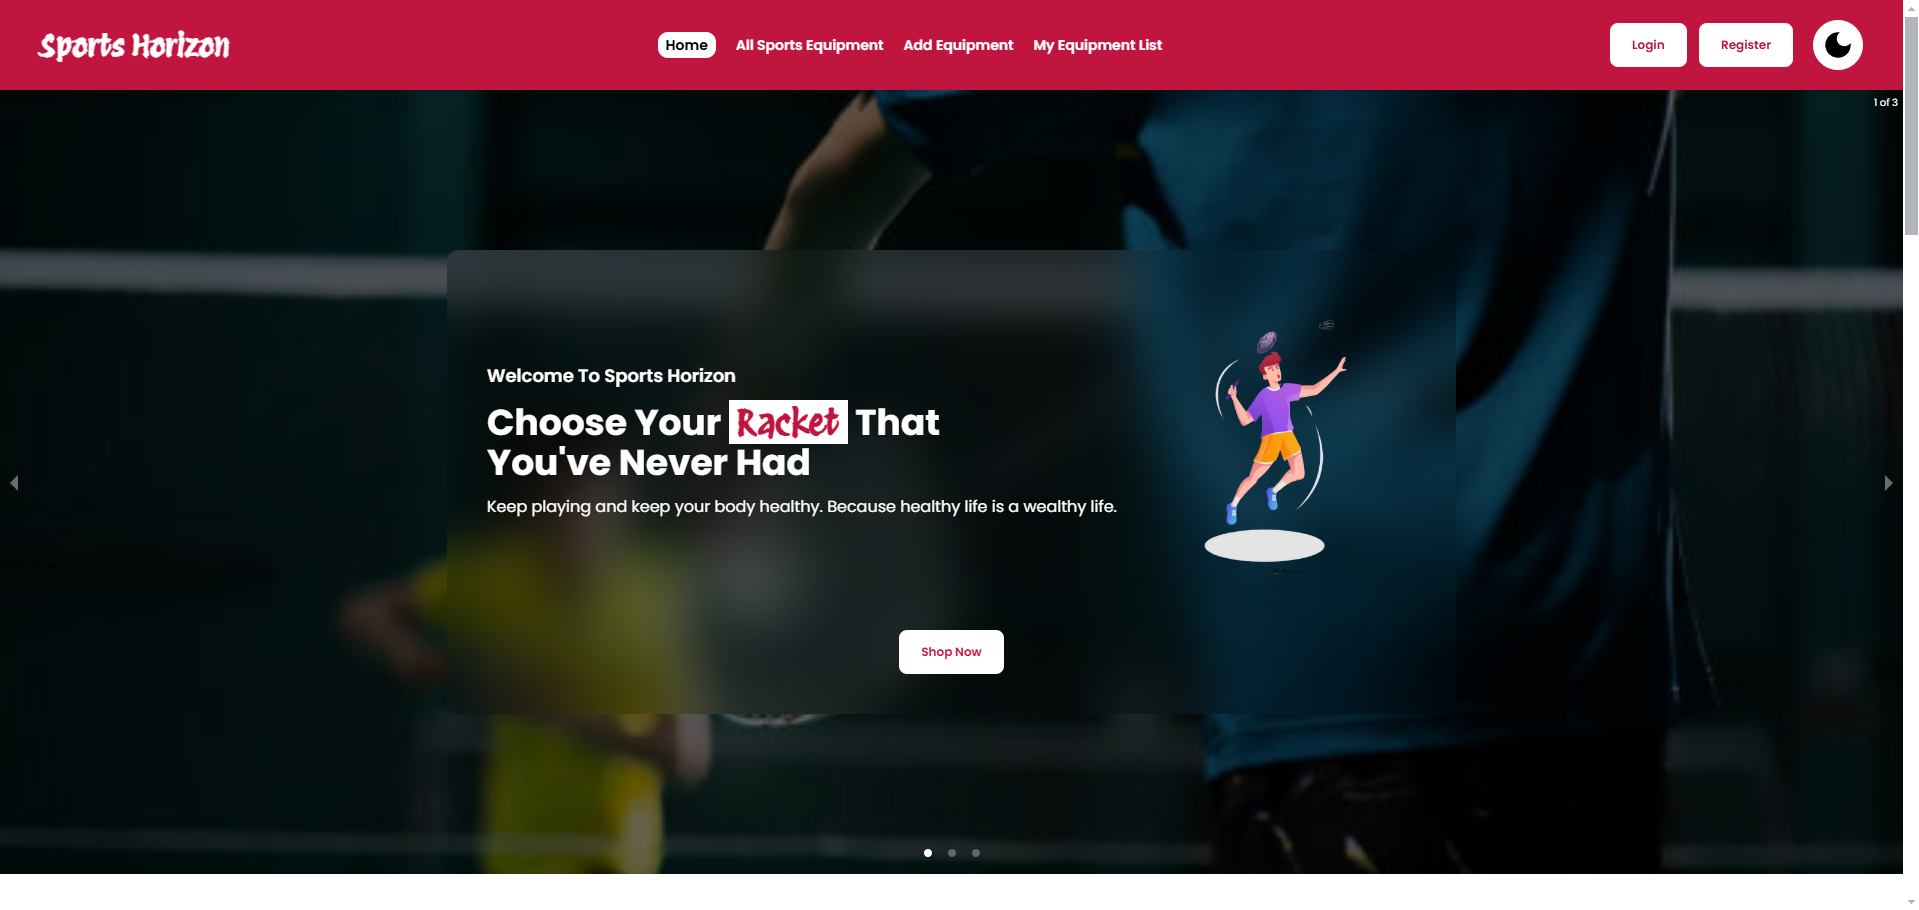 Sports Horizon
Home
All Sports Equipment
Add Equipment
My Equipment List
Login
Register
1 of 3
Welcome To Sports Horizon
Choose Your Racket That
You've Never Had
Keep playing and keep your body healthy. Because healthy life is a wealthy life.
Shop Now